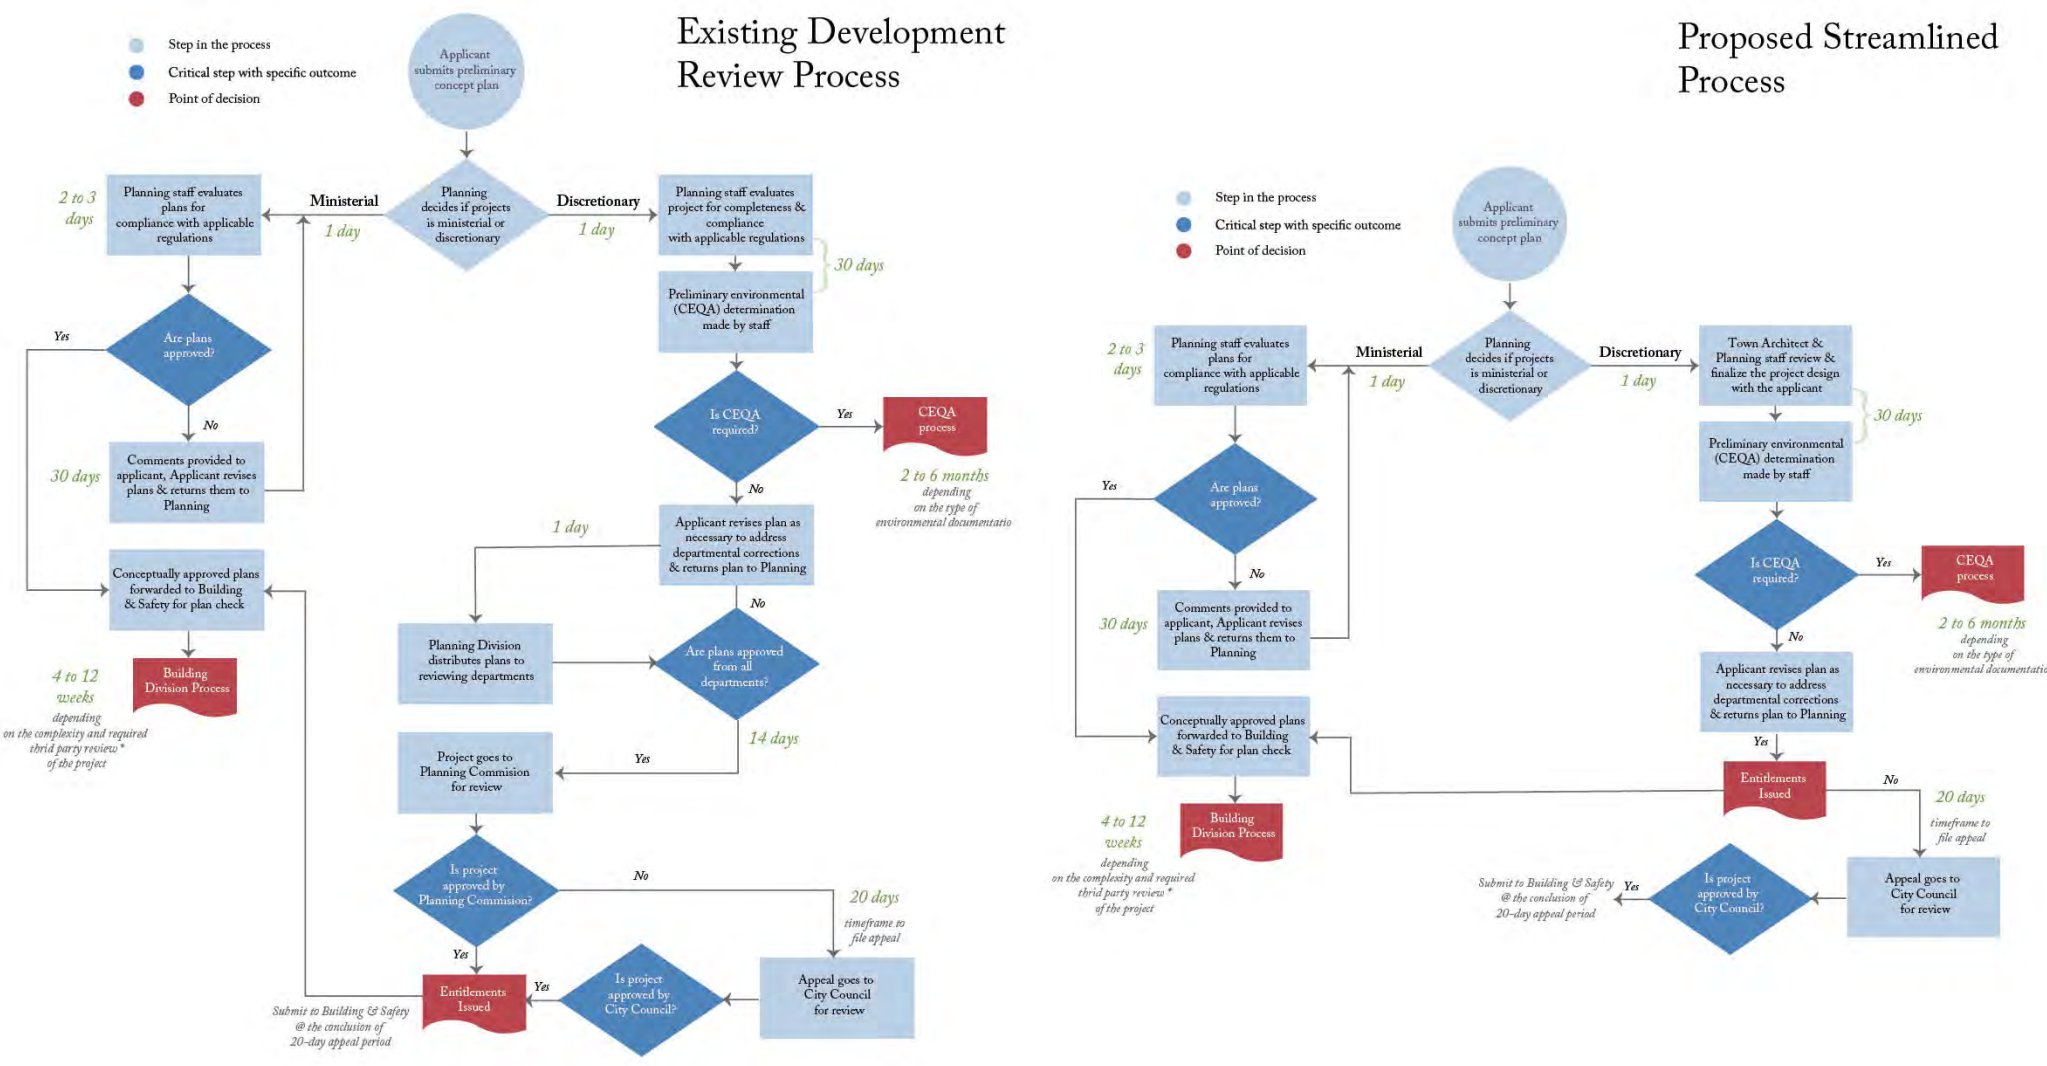 Existing Development
Review Process
Step in the process
Critical step with specific outcome
Point of decision
Applicant
submits preliminary
concept plan
Planning
decides if projects
is ministerial or
discretionary
Ministerial
1 day
Discretionary
1 day
2 to 3
days
Planning staff evaluates
plans for
compliance with applicable
regulations
Are plans
approved?
Yes
No
30 days
Comments provided to
applicant, Applicant revises
plans & returns them to
Planning
Conceptually approved plans
forwarded to Building
& Safety for plan check
Building
Division Process
4 to 12
weeks
depending
on the complexity and required
thrid party review *
of the project
Planning staff evaluates
project for completeness &
compliance
with applicable regulations
30 days
Preliminary environmental
(CEQA) determination
made by staff
Is CEQA
required?
Yes
CEQA
process
2 to 6 months
depending
on the type of
environmental documentatio
No
Applicant revises plan as
necessary to address
departmental corrections
& returns plan to Planning
1 day
No
Planning Division
distributes plans to
reviewing departments
Are plans approved
from all
departments?
14 days
Yes
Project goes to
Planning Commision
for review
Is project
approved by
Planning Commision?
No
20 days
timeframe to
file appeal
Yes
Appeal goes to
City Council
for review
Is project
approved by
City Council?
Yes
Entitlements
Issued
Submit to Building & Safety
@ the conclusion of
20-day appeal period
Proposed Streamlined
Process
Step in the process
Critical step with specific outcome
Point of decision
Applicant
submits preliminary
concept plan
Planning
decides if projects
is ministerial or
discretionary
Ministerial
1 day
Discretionary
1 day
2 to 3
days
Planning staff evaluates
plans for
compliance with applicable
regulations
Are plans
approved?
Yes
No
30 days
Comments provided to
applicant, Applicant revises
plans & returns them to
Planning
Conceptually approved plans
forwarded to Building
& Safety for plan check
Building
Division Process
4 to 12
weeks
depending
on the complexity and required
thrid party review *
of the project
Town Architect &
Planning staff review &
finalize the project design
with the applicant
30 days
Preliminary environmental
(CEQA) determination
made by staff
Is CEQA
required?
Yes
CEQA
process
2 to 6 months
depending
on the type of
environmental documentatio
No
Applicant revises plan as
necessary to address
departmental corrections
& returns plan to Planning
Yes
Entitlements
Issued
No
20 days
timeframe to
file appeal
Appeal goes to
City Council
for review
Is project
approved by
City Council?
Yes
Submit to Building & Safety
@ the conclusion of
20-day appeal period